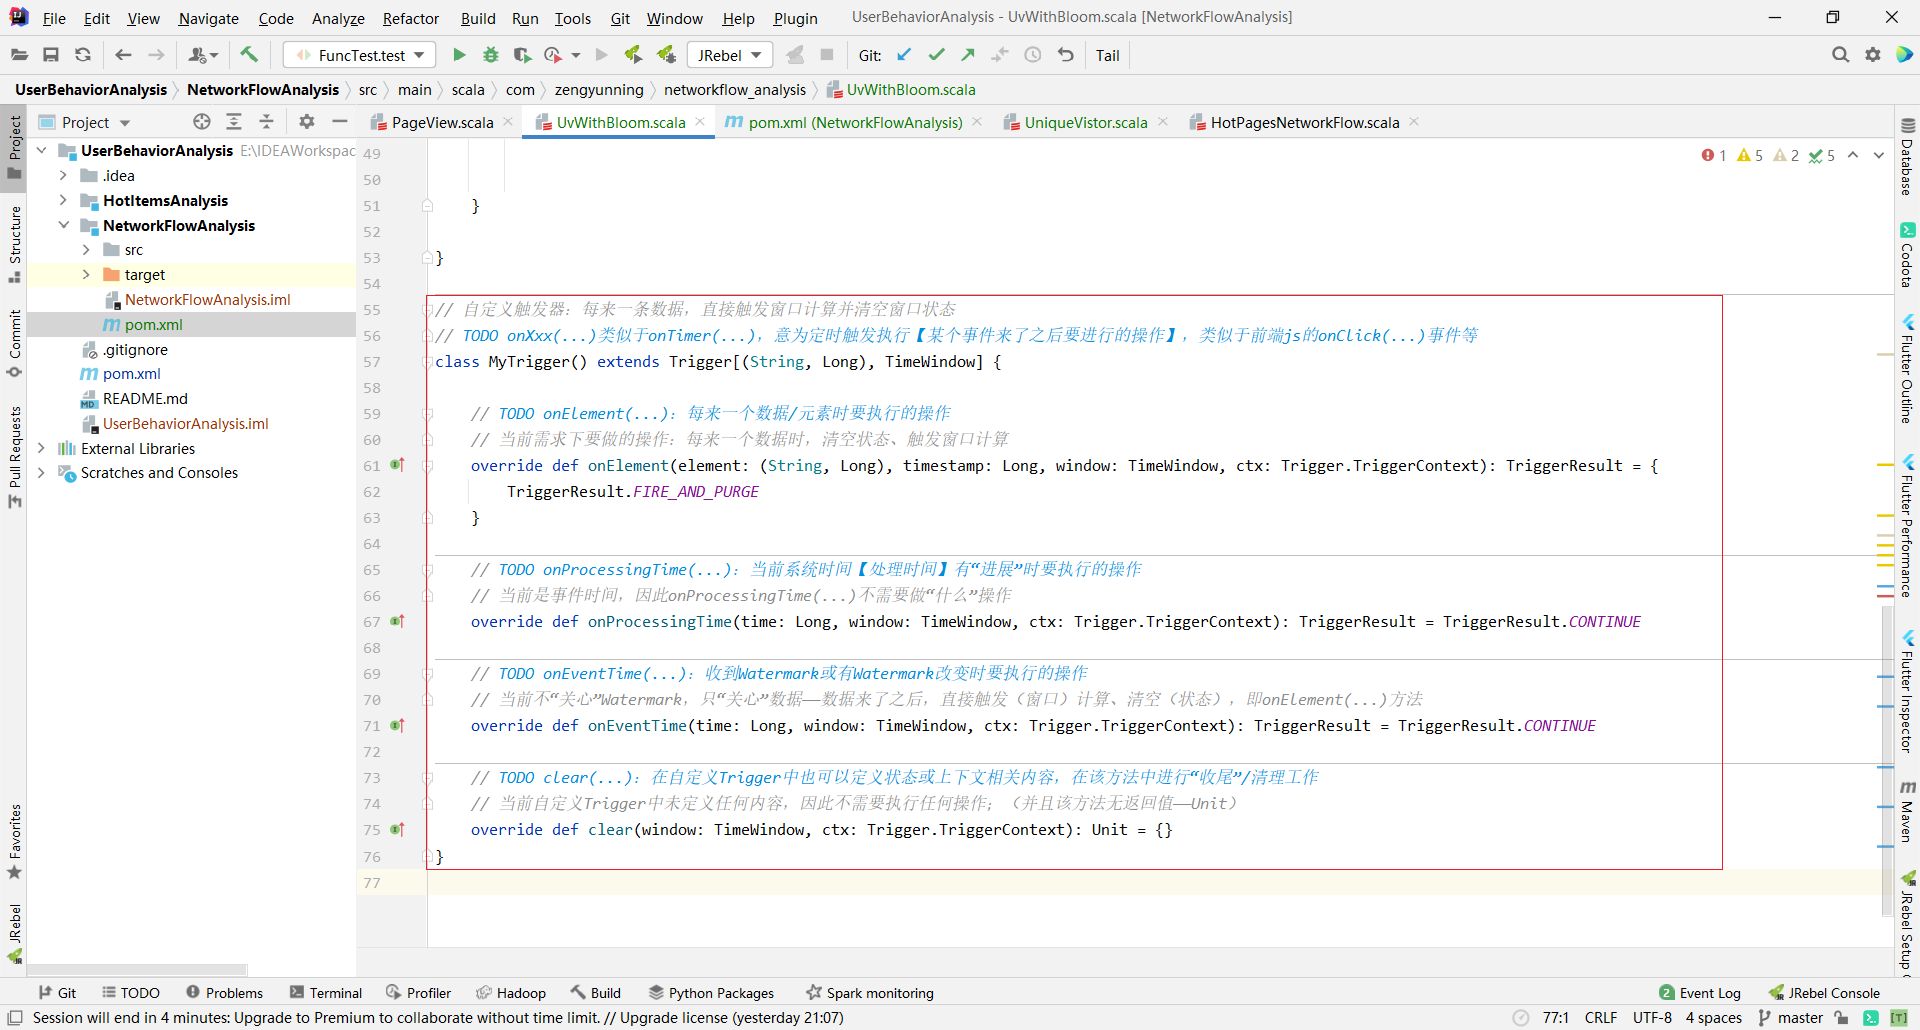 File Edit View Navigate Code Analyze Refactor Build Run Tools Git Window Help Plugin UserBehaviorAnalysis - UvWithBloom.scala [NetworkFlowAnalysis]
FuncTest.test JRebel Git: Tail
UserBehaviorAnalysis NetworkFlowAnalysis src main scala com zengyunning networkflow_analysis UvWithBloom.scala
Project PageView.scala UvWithBloom.scala pom.xml (NetworkFlowAnalysis) UniqueVistor.scala HotPagesNetworkFlow.scala
UserBehaviorAnalysis E:\IDEAWorkspac
.idea
HotItemsAnalysis
NetworkFlowAnalysis
src
target
NetworkFlowAnalysis.iml
pom.xml
.gitignore
pom.xml
README.md
UserBehaviorAnalysis.iml
External Libraries
Scratches and Consoles
1 5 2 5
49
50
51 }
52
53 }
54
55 // 自定义触发器：每来一条数据，直接触发窗口计算并清空窗口状态
56 // TODO onXxx(...)类似于onTimer(...)，意为定时触发执行【某个事件来了之后要进行的操作】，类似于前端js的onClick(...)事件等
57 class MyTrigger() extends Trigger[(String, Long), TimeWindow] {
58
59 // TODO onElement(...)：每来一个数据/元素时要执行的操作
60 // 当前需求下要做的操作：每来一个数据时，清空状态、触发窗口计算
61 override def onElement(element: (String, Long), timestamp: Long, window: TimeWindow, ctx: Trigger.TriggerContext): TriggerResult = {
62 TriggerResult.FIRE_AND_PURGE
63 }
64
65 // TODO onProcessingTime(...)：当前系统时间【处理时间】有“进展”时要执行的操作
66 // 当前是事件时间，因此onProcessingTime(...)不需要做“什么”操作
67 override def onProcessingTime(time: Long, window: TimeWindow, ctx: Trigger.TriggerContext): TriggerResult = TriggerResult.CONTINUE
68
69 // TODO onEventTime(...)：收到Watermark或有Watermark改变时要执行的操作
70 // 当前不“关心”Watermark，只“关心”数据——数据来了之后，直接触发（窗口）计算、清空（状态），即onElement(...)方法
71 override def onEventTime(time: Long, window: TimeWindow, ctx: Trigger.TriggerContext): TriggerResult = TriggerResult.CONTINUE
72
73 // TODO clear(...)：在自定义Trigger中也可以定义状态或上下文相关内容，在该方法中进行“收尾”/清理工作
74 // 当前自定义Trigger中未定义任何内容，因此不需要执行任何操作；（并且该方法无返回值——Unit）
75 override def clear(window: TimeWindow, ctx: Trigger.TriggerContext): Unit = {}
76 }
77
Project
Structure
Commit
Pull Requests
Favorites
JRebel
Database
Codota
Flutter Outline
Flutter Performance
Flutter Inspector
Maven
JRebel Setup
Git TODO Problems Terminal Profiler Hadoop Build Python Packages Spark monitoring 2 Event Log JRebel Console
Session will end in 4 minutes: Upgrade to Premium to collaborate without time limit. // Upgrade license (yesterday 21:07) 77:1 CRLF UTF-8 4 spaces master [T]